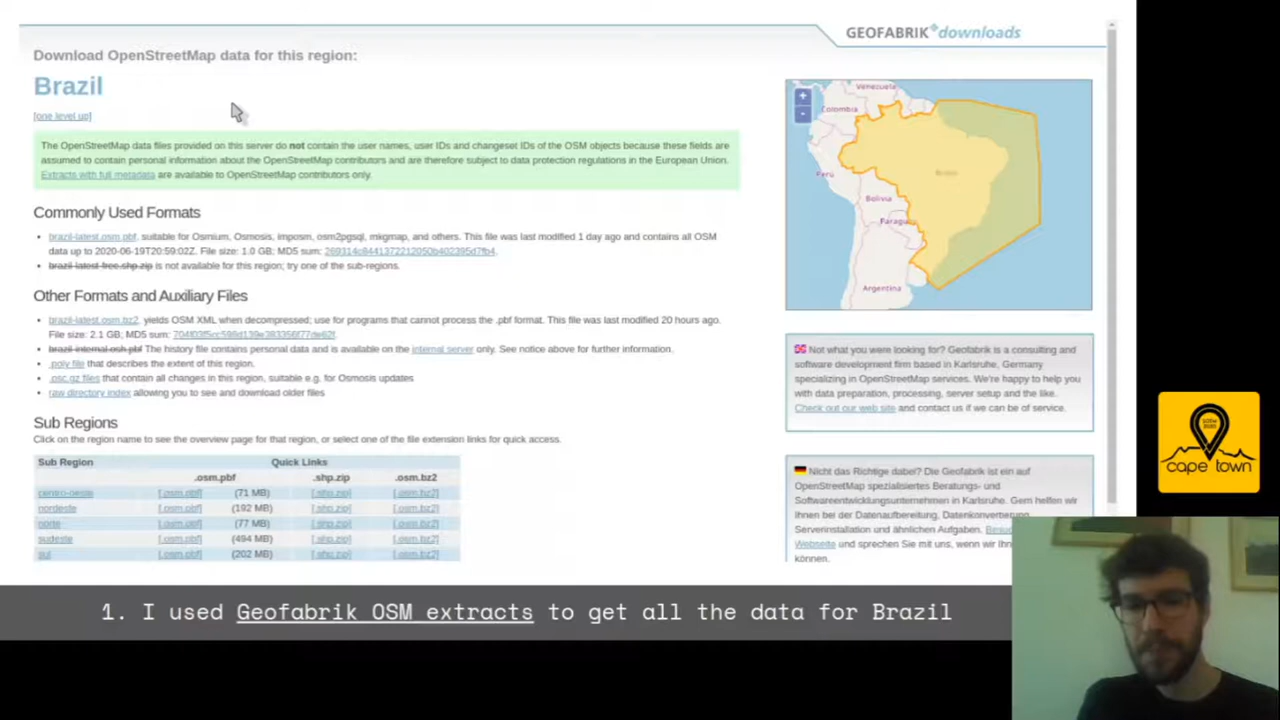 GEOFABRIK downloads
Download OpenStreetMap data for this region:
Brazil
[one level up]
The OpenStreetMap data files provided on this server do not contain the user names, user IDs and changeset IDs of the OSM objects because these fields are
assumed to contain personal information about the OpenStreetMap contributors and are therefore subject to data protection regulations in the European Union.
Extracts with full metadata are available to OpenStreetMap contributors only.
Commonly Used Formats
brazil-latest.osm.pbf, suitable for Osmium, Osmosis, imposm, osm2pgsql, mkgmap, and others. This file was last modified 1 day ago and contains all OSM
data up to 2020-06-19T20:59:02Z. File size: 1.0 GB; MD5 sum:
brazil-latest-free.shp.zip is not available for this region; try one of the sub-regions.
Other Formats and Auxiliary Files
brazil-latest.osm.bz2, yields OSM XML when decompressed; use for programs that cannot process the .pbf format. This file was last modified 20 hours ago.
File size: 2.1 GB; MD5 sum:
brazil-internal.osh.pbf The history file contains personal data and is available on the internal server only. See notice above for further information.
.poly file that describes the extent of this region.
.osc.gz files that contain all changes in this region, suitable e.g. for Osmosis updates
raw directory index allowing you to see and download older files
Sub Regions
Click on the region name to see the overview page for that region, or select one of the file extension links for quick access.
Sub Region Quick Links
.osm.pbf .shp.zip .osm.bz2
centro-oeste [.osm.pbf] (71 MB) [.shp.zip] [.osm.bz2]
nordeste [.osm.pbf] (192 MB) [.shp.zip] [.osm.bz2]
norte [.osm.pbf] (77 MB) [.shp.zip] [.osm.bz2]
sudeste [.osm.pbf] (494 MB) [.shp.zip] [.osm.bz2]
sul [.osm.pbf] (202 MB) [.shp.zip] [.osm.bz2]
+
-
Venezuela
Colombia
Brazil
Peru
Bolivia
Paragua
Argentina
Not what you were looking for? Geofabrik is a consulting and
software development firm based in Karlsruhe, Germany
specializing in OpenStreetMap services. We're happy to help you
with data preparation, processing, server setup and the like.
Check out our web site and contact us if we can be of service.
Nicht das Richtige dabei? Die Geofabrik ist ein auf
OpenStreetMap spezialisiertes Beratungs- und
Softwareentwicklungsunternehmen in Karlsruhe. Gern helfen wir
Ihnen bei der Datenaufbereitung, Datenkonvertierung,
Serverinstallation und ähnlichen Aufgaben. Besuc
Webseite und sprechen Sie mit uns, wenn wir Ihn
können.
cape town
1. I used Geofabrik OSM extracts to get all the data for Brazil